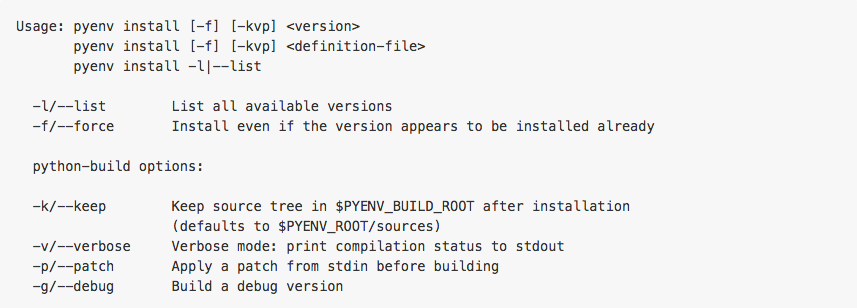 Usage: pyenv install [-f] [-kvp] <version>
       pyenv install [-f] [-kvp] <definition-file>
       pyenv install -l|--list
  -l/--list        List all available versions
  -f/--force       Install even if the version appears to be installed already
  python-build options:
  -k/--keep        Keep source tree in $PYENV_BUILD_ROOT after installation
                   (defaults to $PYENV_ROOT/sources)
  -v/--verbose     Verbose mode: print compilation status to stdout
  -p/--patch       Apply a patch from stdin before building
  -g/--debug       Build a debug version